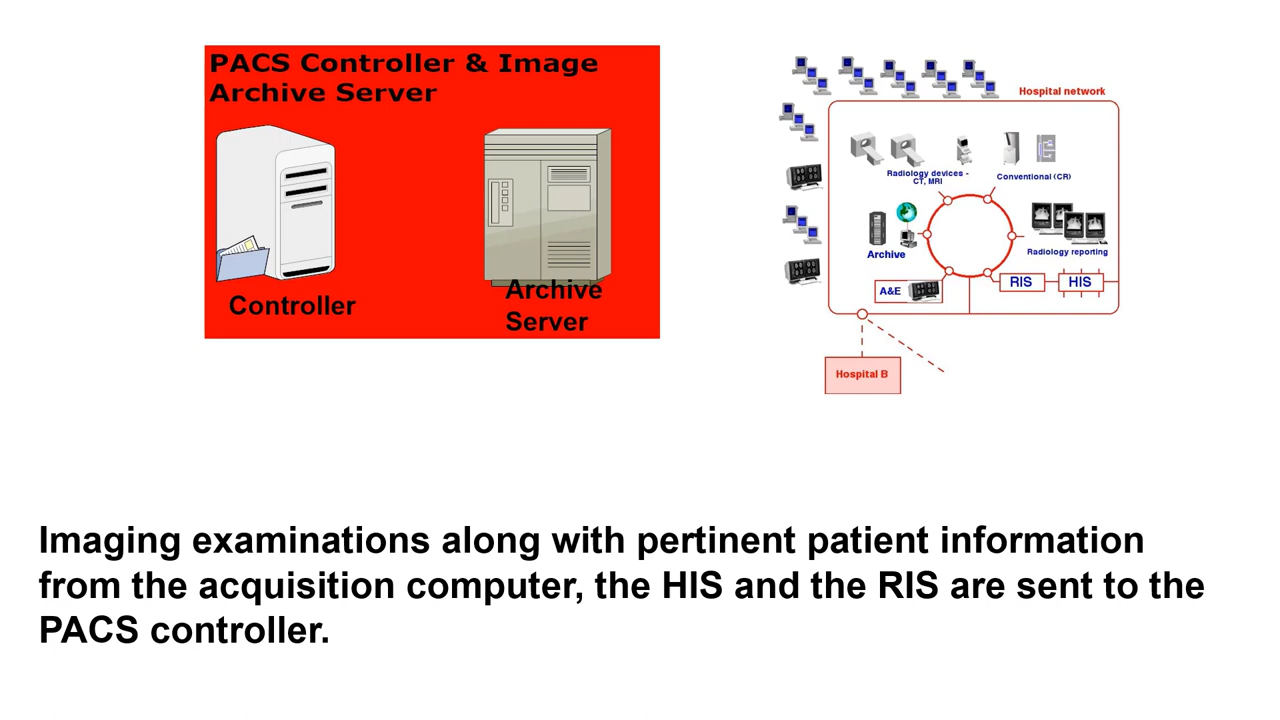 PACS Controller & Image
Archive Server
Controller
Archive
Server
Hospital network
Radiology devices -
CT, MRI
Conventional (CR)
Archive
Radiology reporting
A&E
RIS
HIS
Hospital B
Imaging examinations along with pertinent patient information
from the acquisition computer, the HIS and the RIS are sent to the
PACS controller.